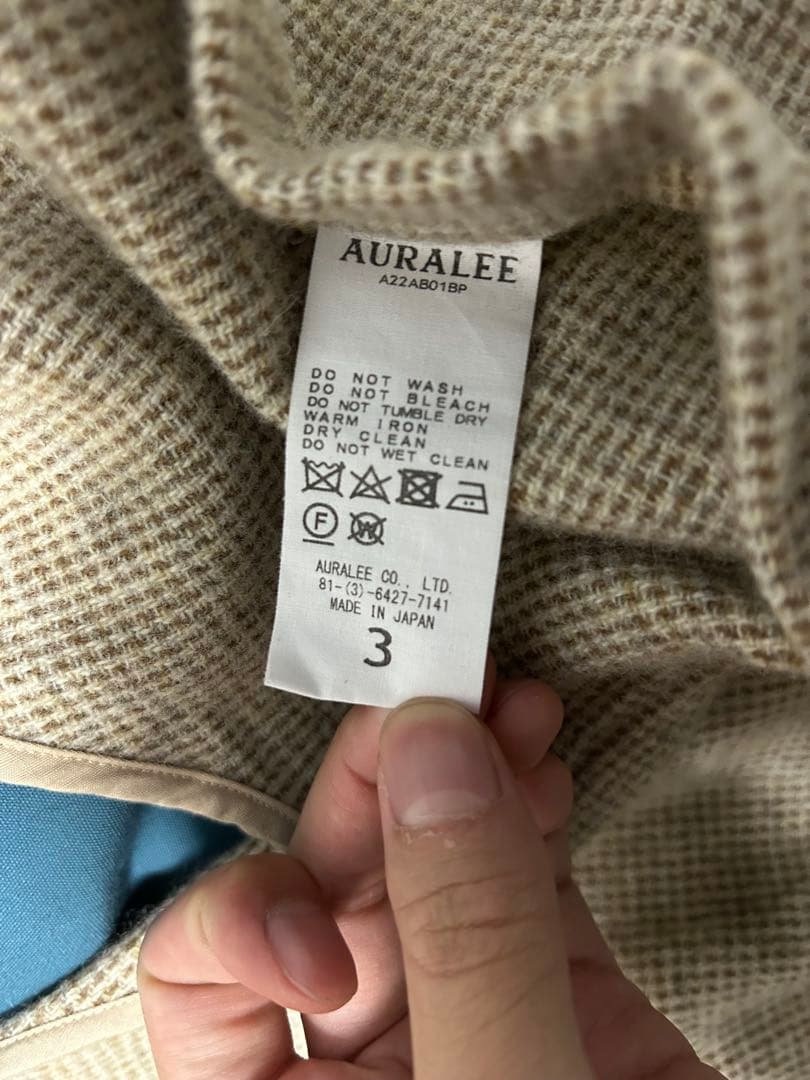 AURALEE
A22AB01BP
DO NOT WASH
DO NOT BLEACH
DO NOT TUMBLE DRY
WARM IRON
DRY CLEAN
DO NOT WET CLEAN
F W
AURALEE CO., LTD.
81-(3)-6427-7141
MADE IN JAPAN
3